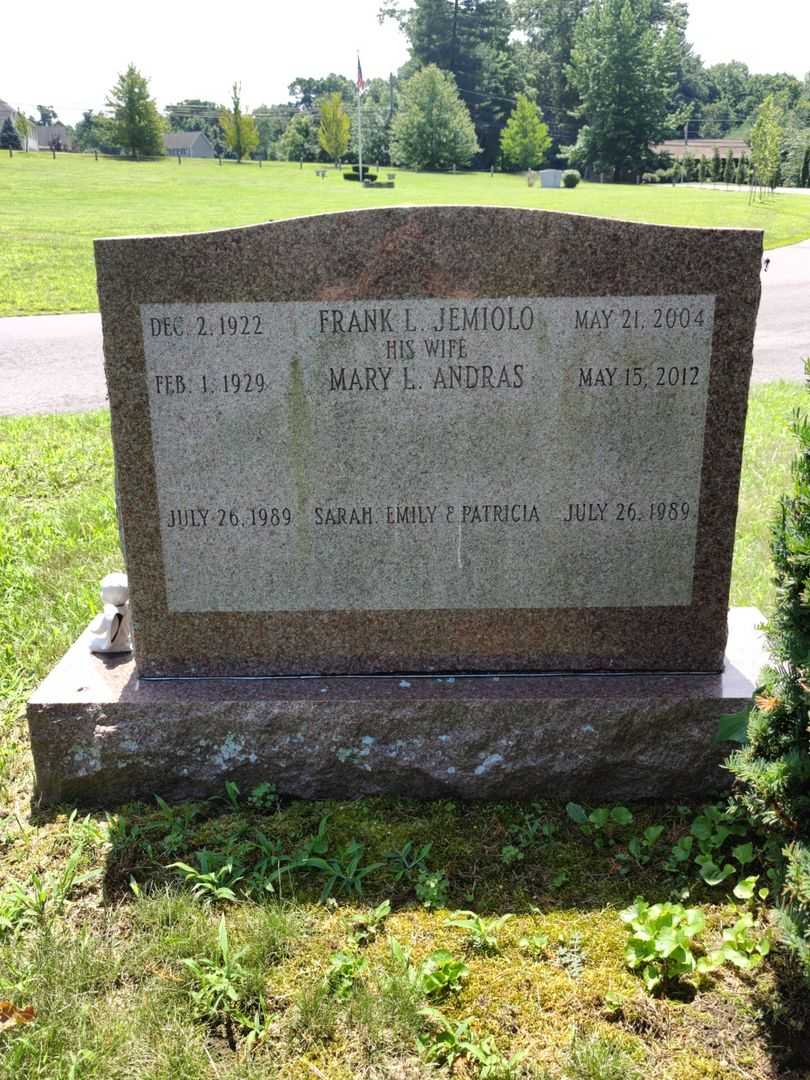 DEC. 2, 1922 FRANK L. JEMIOLO MAY 21, 2004
HIS WIFE
FEB. 1, 1929 MARY L. ANDRAS MAY 15, 2012
JULY 26, 1989 SARAH, EMILY & PATRICIA JULY 26, 1989